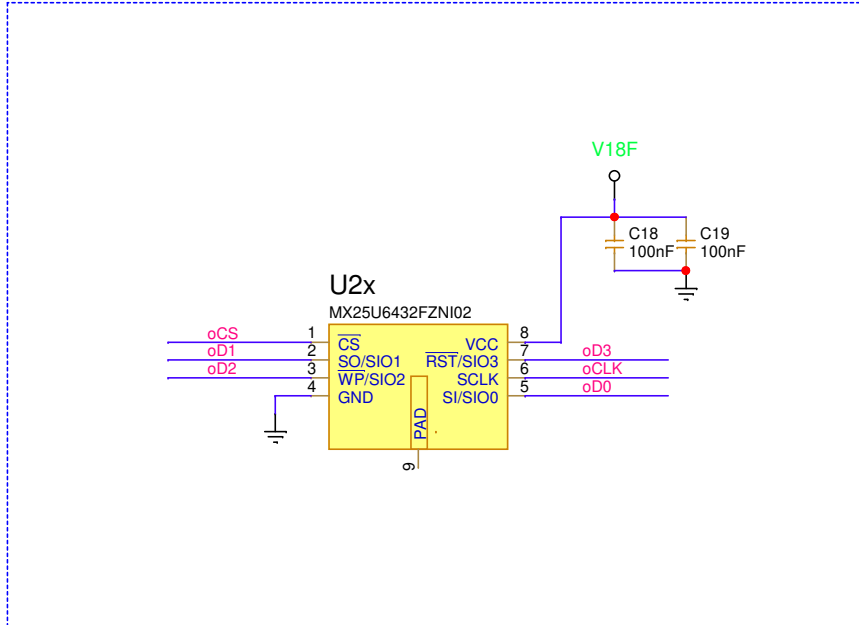 V18F
C18
100nF
C19
100nF
U2x
MX25U6432FZNI02
oCS 1 CS VCC 8
oD1 2 SO/SIO1 RST/SIO3 7 oD3
oD2 3 WP/SIO2 SCLK 6 oCLK
4 GND SI/SIO0 5 oD0
PAD
9